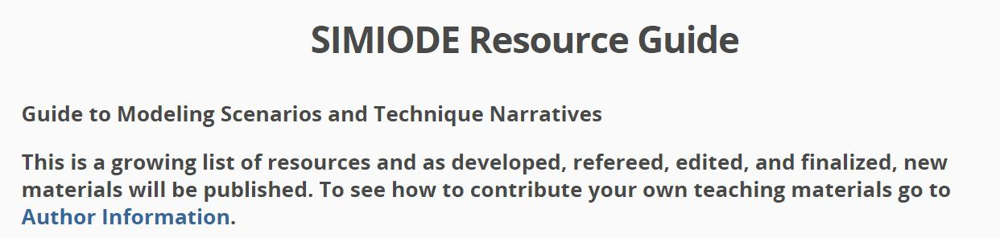 SIMIODE Resource Guide
Guide to Modeling Scenarios and Technique Narratives
This is a growing list of resources and as developed, refereed, edited, and finalized, new
materials will be published. To see how to contribute your own teaching materials go to
Author Information.